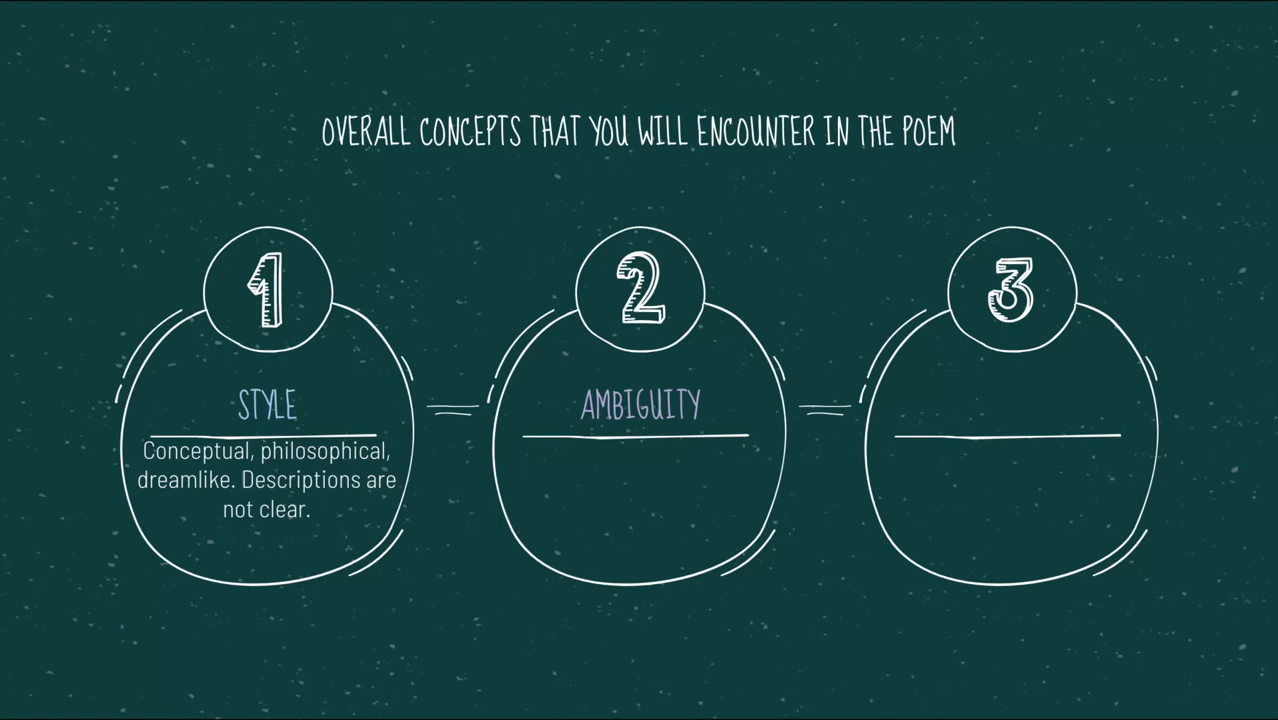 OVERALL CONCEPTS THAT YOU WILL ENCOUNTER IN THE POEM
1
STYLE
Conceptual, philosophical,
dreamlike. Descriptions are
not clear.
2
AMBIGUITY
3